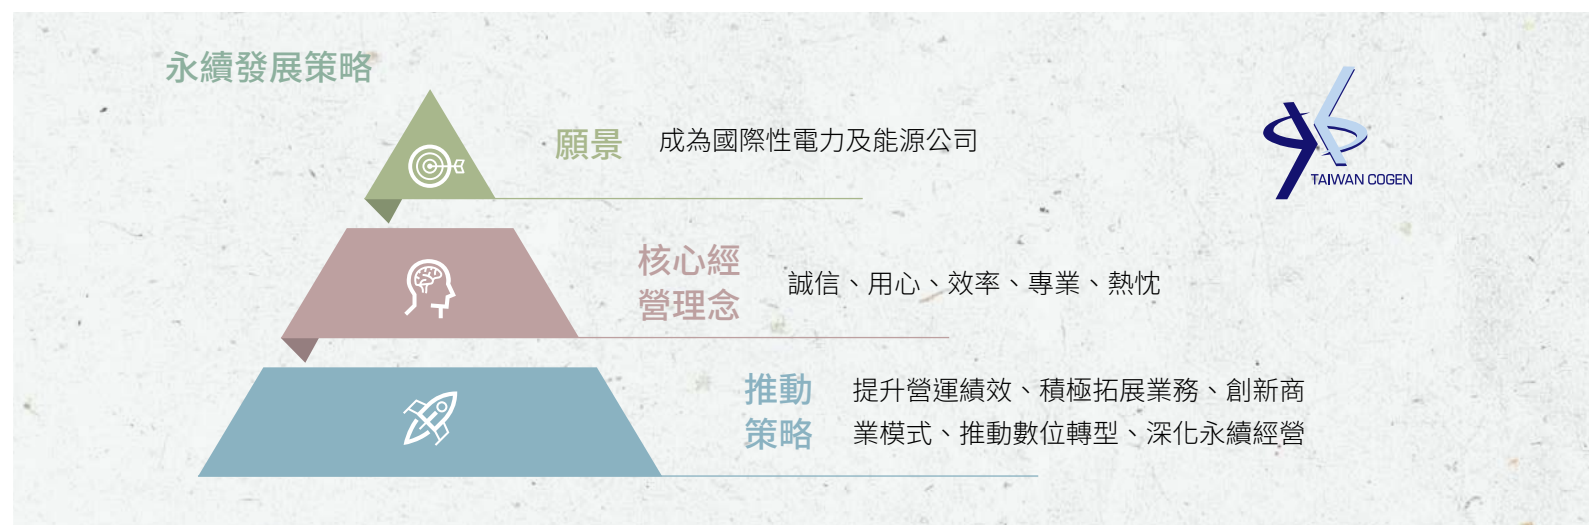 永續發展策略
願景
成為國際性電力及能源公司
TAIWAN COGEN
核心經
營理念
誠信、用心、效率、專業、熱忱
推動
策略
提升營運績效、積極拓展業務、創新商
業模式、推動數位轉型、深化永續經營